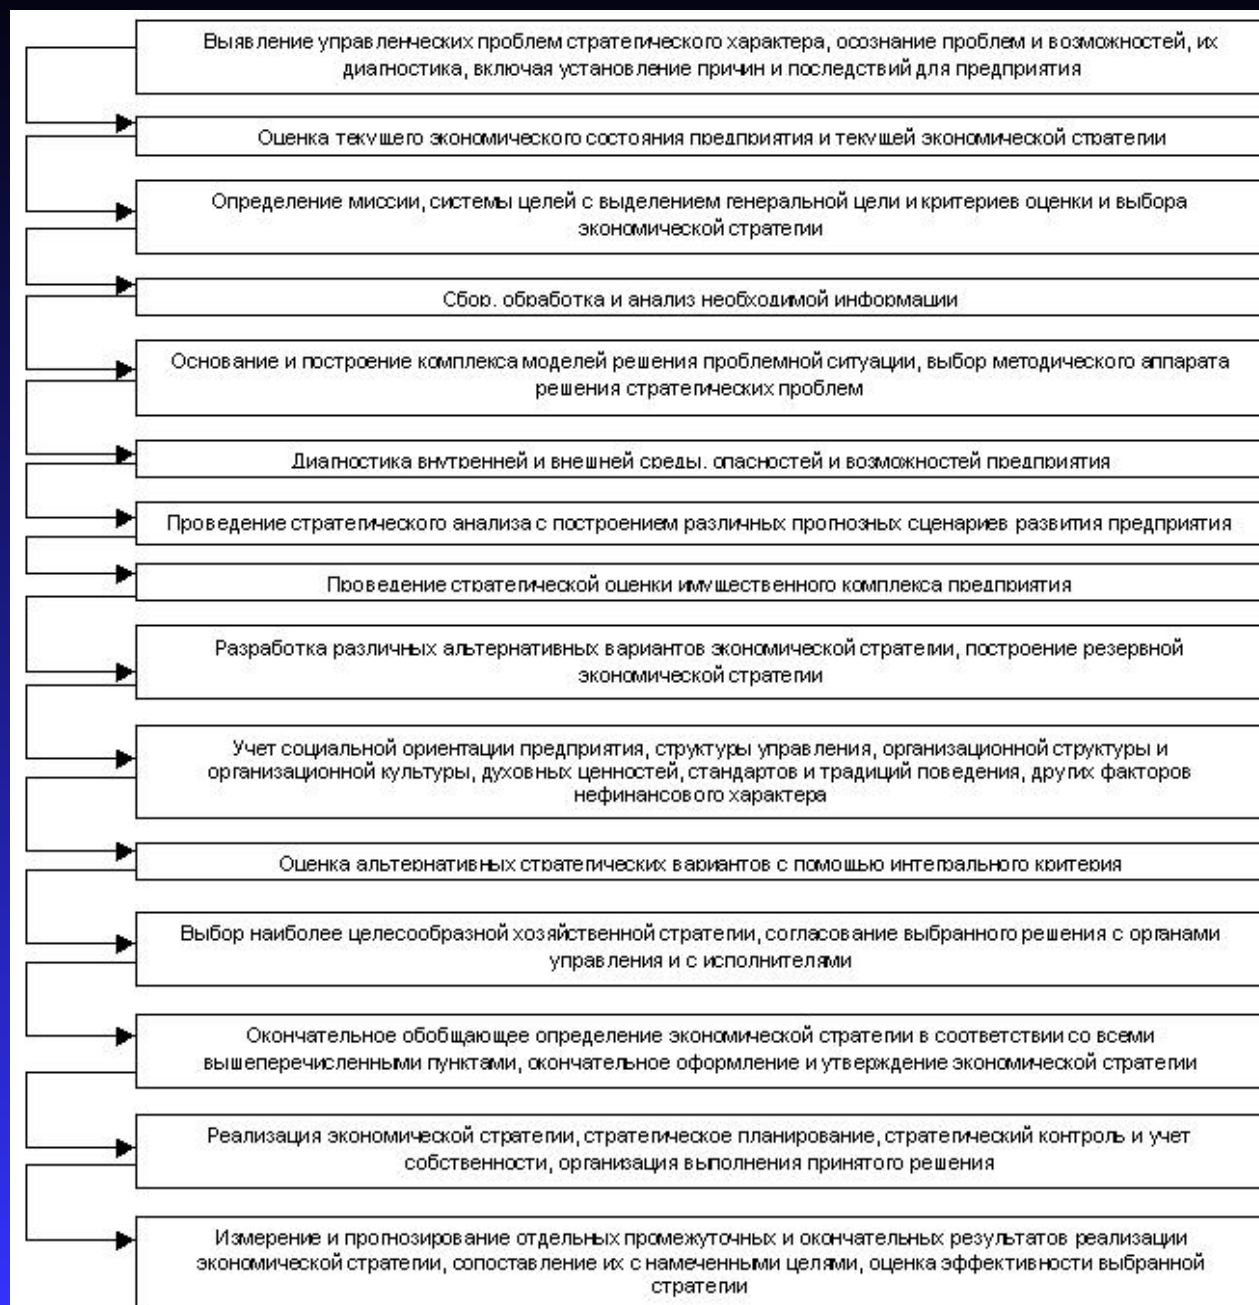 Выявление управленческих проблем стратегического характера, осознание проблем и возможностей, их
диагностика, включая установление причин и последствий для предприятия
Оценка текущего экономического состояния предприятия и текущей экономической стратегии
Определение миссии, системы целей с выделением генеральной цели и критериев оценки и выбора
экономической стратегии
Сбор, обработка и анализ необходимой информации
Основание и построение комплекса моделей решения проблемной ситуации, выбор методического аппарата
решения стратегических проблем
Диагностика внутренней и внешней среды, опасностей и возможностей предприятия
Проведение стратегического анализа с построением различных прогнозных сценариев развития предприятия
Проведение стратегической оценки имущественного комплекса предприятия
Разработка различных альтернативных вариантов экономической стратегии, построение резервной
экономической стратегии
Учет социальной ориентации предприятия, структуры управления, организационной структуры и
организационной культуры, духовных ценностей, стандартов и традиций поведения, других факторов
нефинансового характера
Оценка альтернативных стратегических вариантов с помощью интегрального критерия
Выбор наиболее целесообразной хозяйственной стратегии, согласование выбранного решения с органами
управления и с исполнителями
Окончательное обобщающее определение экономической стратегии в соответствии со всеми
вышеперечисленными пунктами, окончательное оформление и утверждение экономической стратегии
Реализация экономической стратегии, стратегическое планирование, стратегический контроль и учет
собственности, организация выполнения принятого решения
Измерение и прогнозирование отдельных промежуточных и окончательных результатов реализации
экономической стратегии, сопоставление их с намеченными целями, оценка эффективности выбранной
стратегии